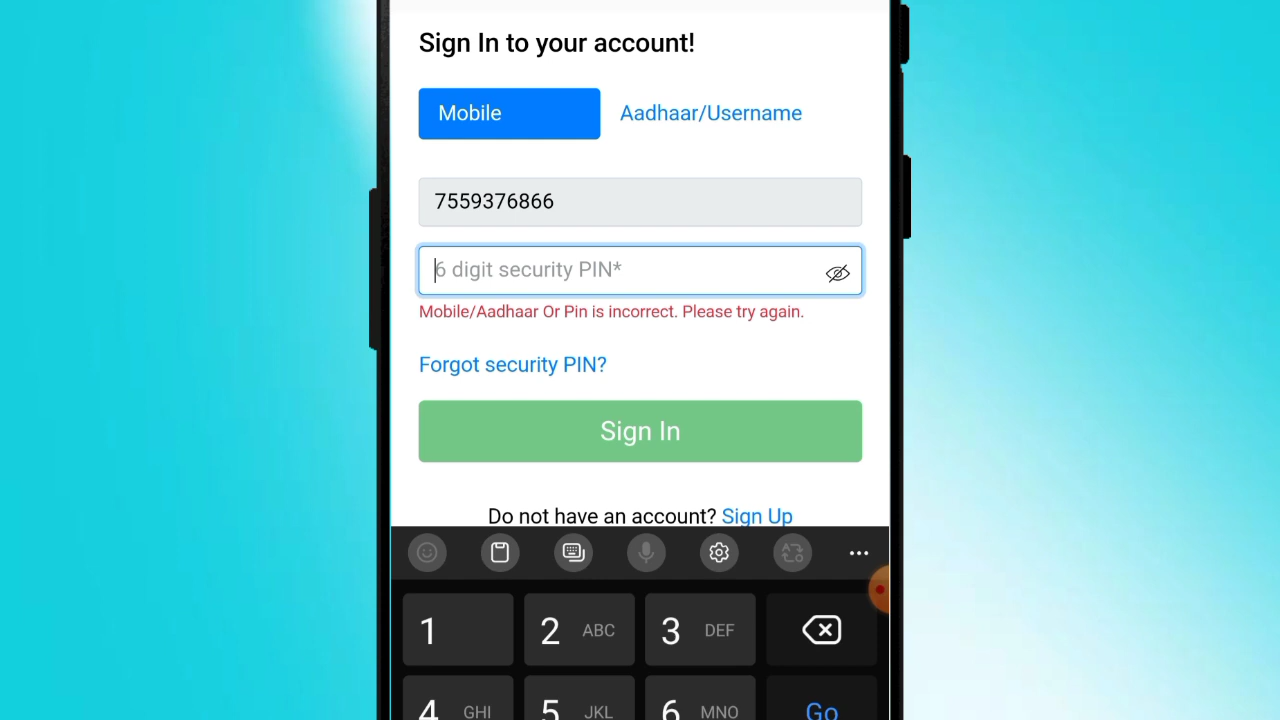 Sign In to your account!
Mobile
Aadhaar/Username
7559376866
6 digit security PIN*
Mobile/Aadhaar Or Pin is incorrect. Please try again.
Forgot security PIN?
Sign In
Do not have an account? Sign Up
1
2 ABC
3 DEF
4 GHI
5 JKL
6 MNO
Go